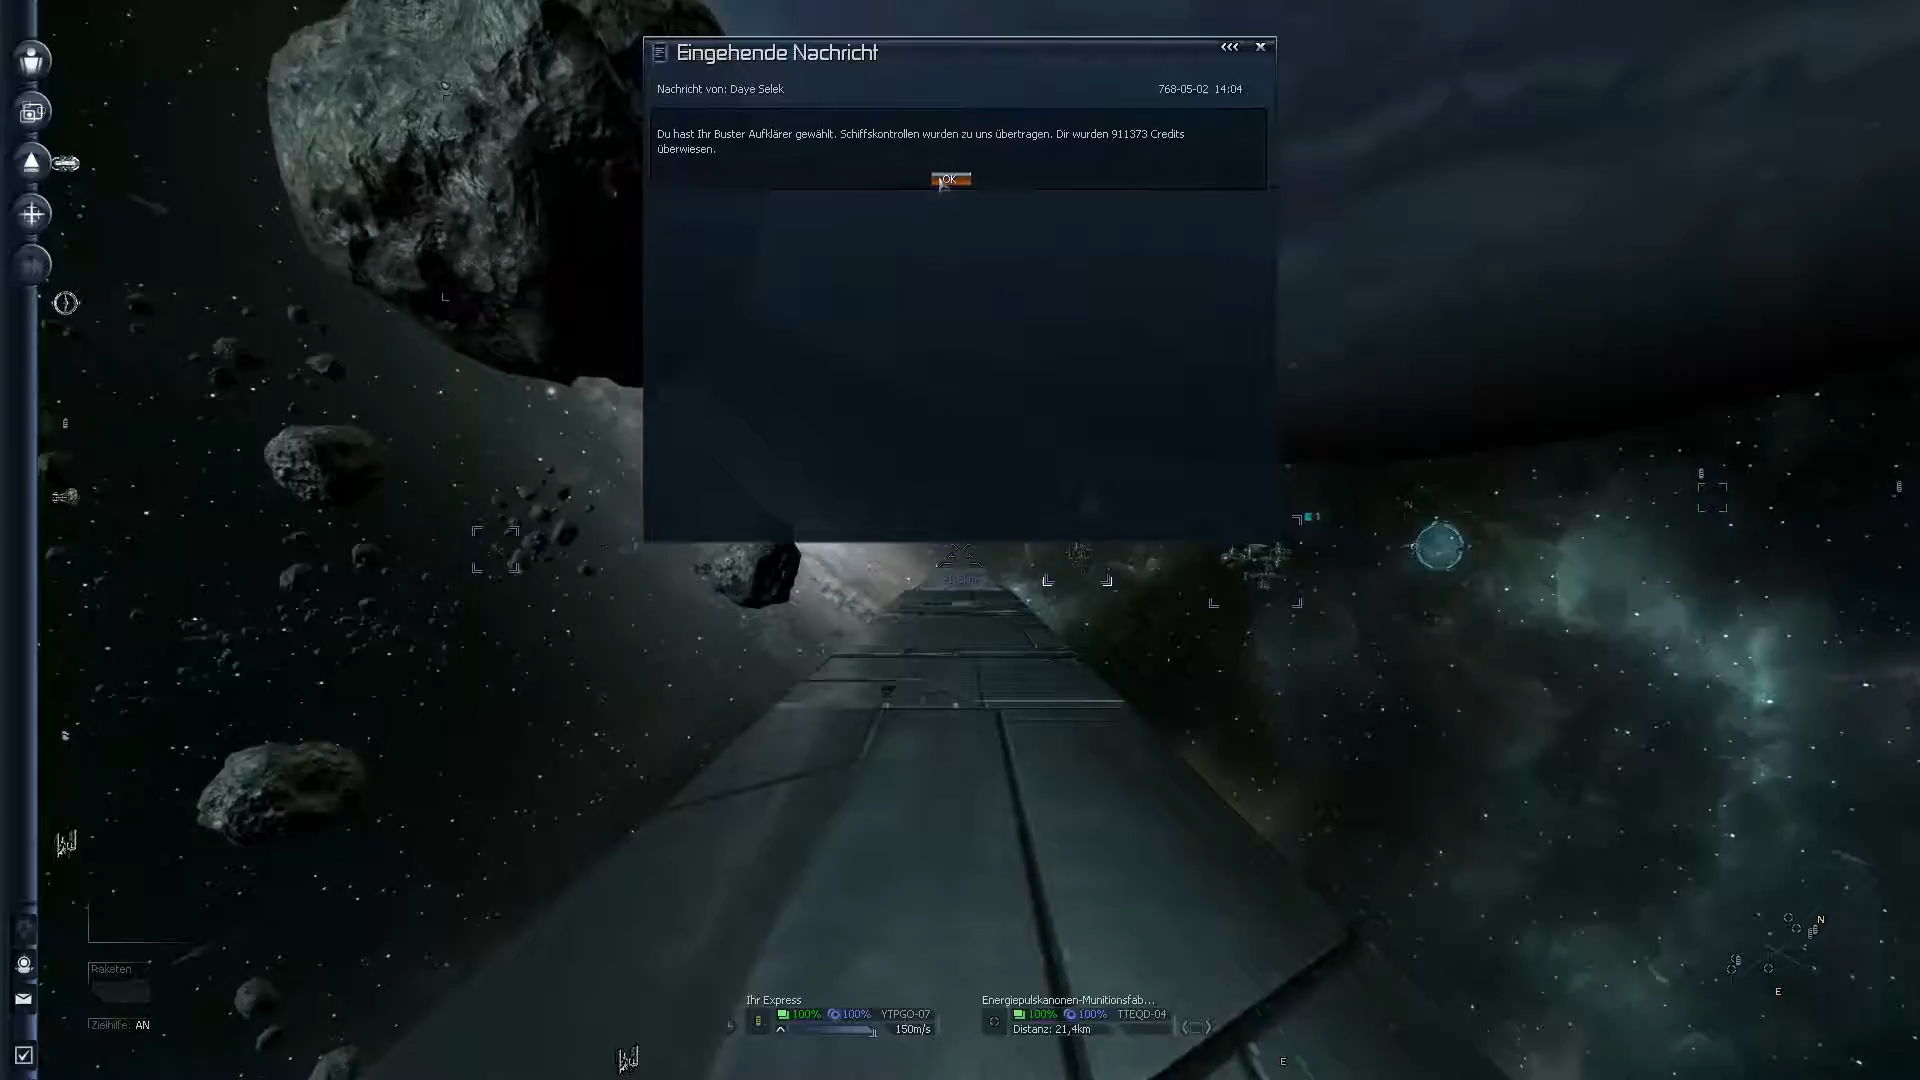 Eingehende Nachricht
Nachricht von: Daye Selek
768-05-02 14:04
Du hast Ihr Buster Aufklärer gewählt. Schiffskontrollen wurden zu uns übertragen. Dir wurden 911373 Credits
überwiesen.
OK
N
N
E
Raketen
Zielhilfe: AN
Ihr Express
100% 100% YTPGO-07
150m/s
Energiepulskanonen-Munitionsfab...
100% 100% TTEQD-04
Distanz: 21,4km
E